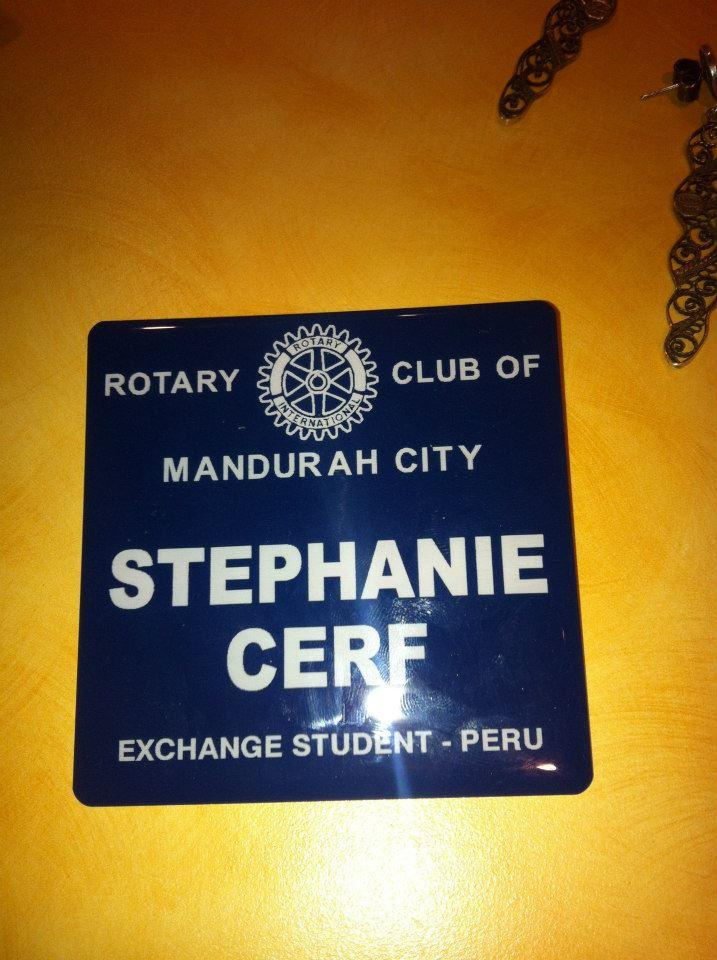 ROTARY CLUB OF
ROTARY
INTERNATIONAL
MANDURAH CITY
STEPHANIE
CERF
EXCHANGE STUDENT - PERU